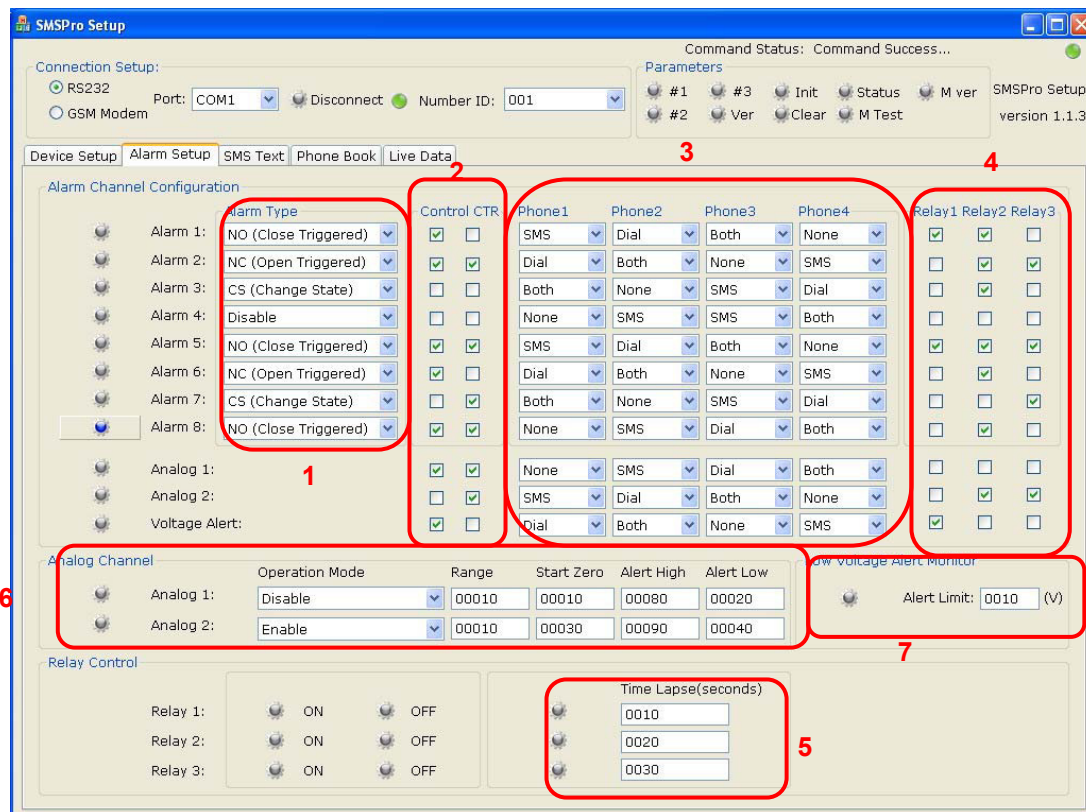 SMSPro Setup
Command Status: Command Success...
Connection Setup:
Parameters
RS232
GSM Modem
Port: COM1 Disconnect Number ID: 001
#1 #3 Init Status M ver
#2 Ver Clear M Test
SMSPro Setup
version 1.1.3
Device Setup Alarm Setup SMS Text Phone Book Live Data
2
3
4
Alarm Channel Configuration
Alarm Type Control CTR Phone1 Phone2 Phone3 Phone4 Relay1 Relay2 Relay3
Alarm 1: NO (Close Triggered) SMS Dial Both None
Alarm 2: NC (Open Triggered) Dial Both None SMS
Alarm 3: CS (Change State) Both None SMS Dial
Alarm 4: Disable None SMS SMS Both
Alarm 5: NO (Close Triggered) SMS Dial Both None
Alarm 6: NC (Open Triggered) Dial Both None SMS
Alarm 7: CS (Change State) Both None SMS Dial
Alarm 8: NO (Close Triggered) None SMS Dial Both
1
Analog 1: None SMS Dial Both
Analog 2: SMS Dial Both None
Voltage Alert: Dial Both None SMS
Analog Channel
Low Voltage Alert Monitor
Operation Mode Range Start Zero Alert High Alert Low
6
Analog 1: Disable 00010 00010 00080 00020
Alert Limit: 0010 (V)
Analog 2: Enable 00010 00030 00090 00040
7
Relay Control
Time Lapse(seconds)
Relay 1: ON OFF 0010
Relay 2: ON OFF 0020
5
Relay 3: ON OFF 0030